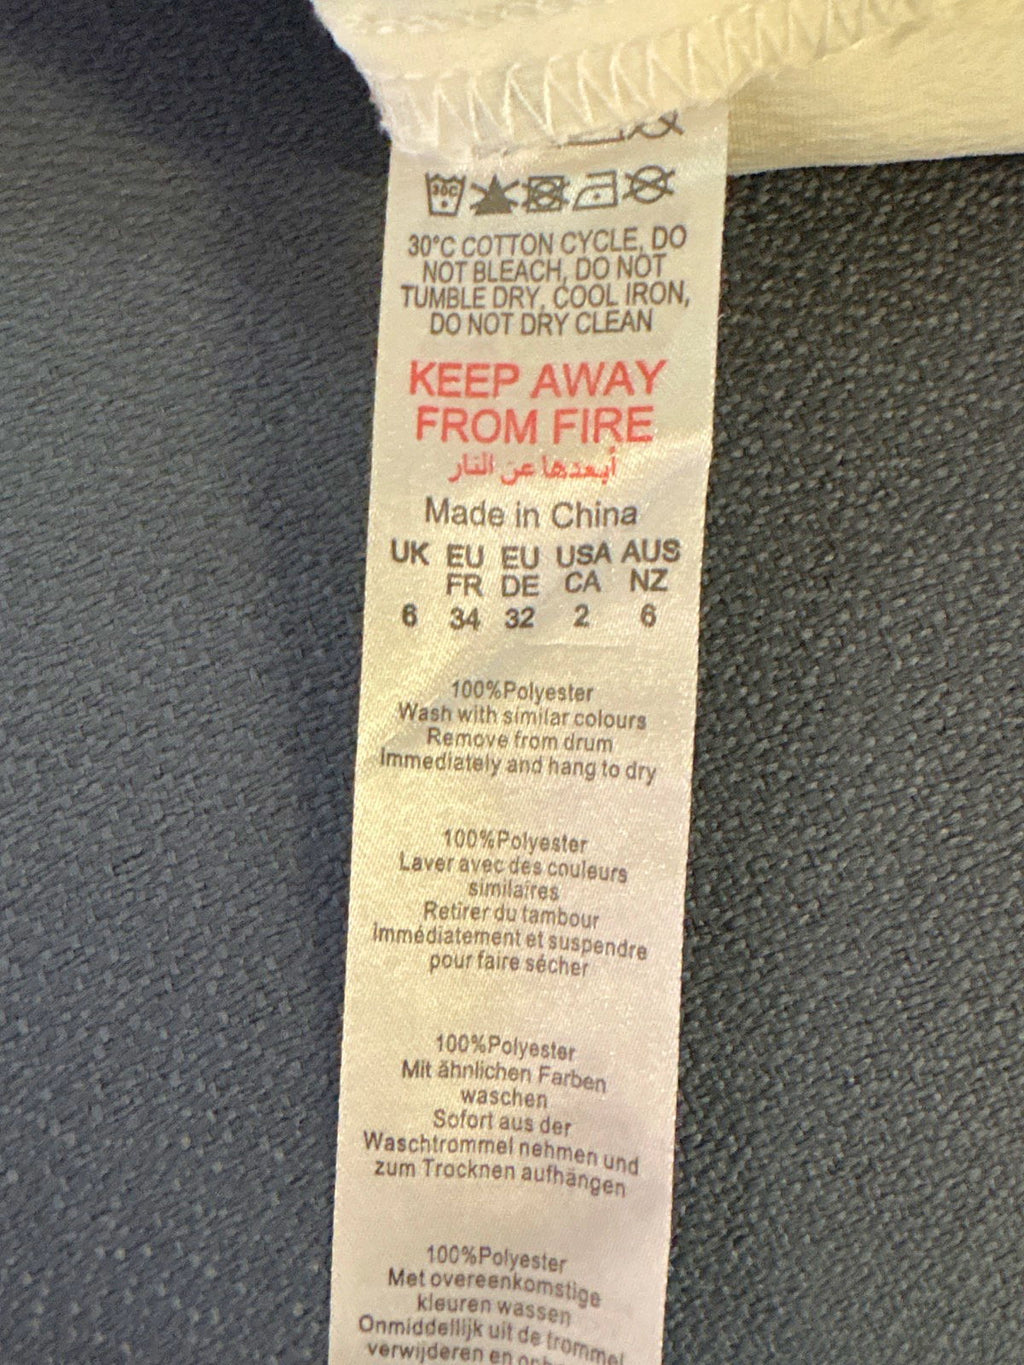 30°C
30°C COTTON CYCLE, DO
NOT BLEACH, DO NOT
TUMBLE DRY, COOL IRON,
DO NOT DRY CLEAN
KEEP AWAY
FROM FIRE
أبعدها عن النار
Made in China
UK EU EU USA AUS
FR DE CA NZ
6 34 32 2 6
100%Polyester
Wash with similar colours
Remove from drum
Immediately and hang to dry
100%Polyester
Laver avec des couleurs
similaires
Retirer du tambour
Immédiatement et suspendre
pour faire sécher
100%Polyester
Mit ähnlichen Farben
waschen
Sofort aus der
Waschtrommel nehmen und
zum Trocknen aufhängen
100%Polyester
Met overeenkomstige
kleuren wassen
Onmiddellijk uit de trommel
verwijderen en